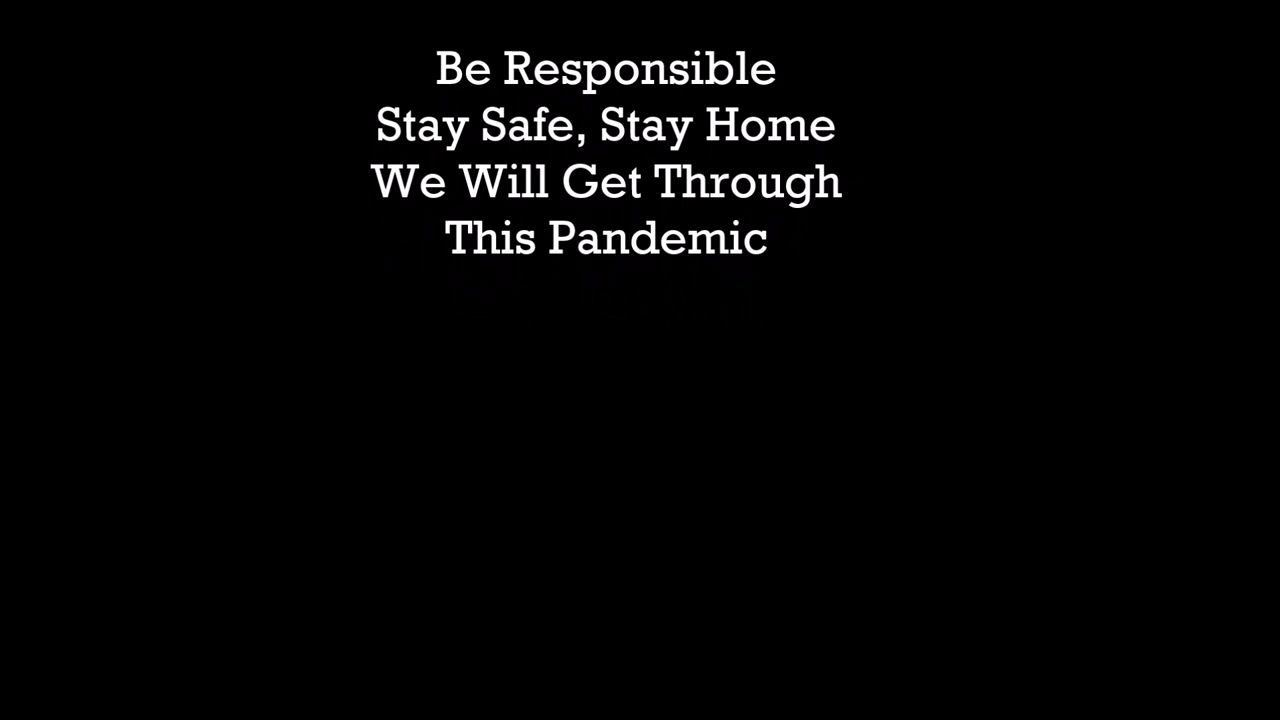 Be Responsible
Stay Safe, Stay Home
We Will Get Through
This Pandemic